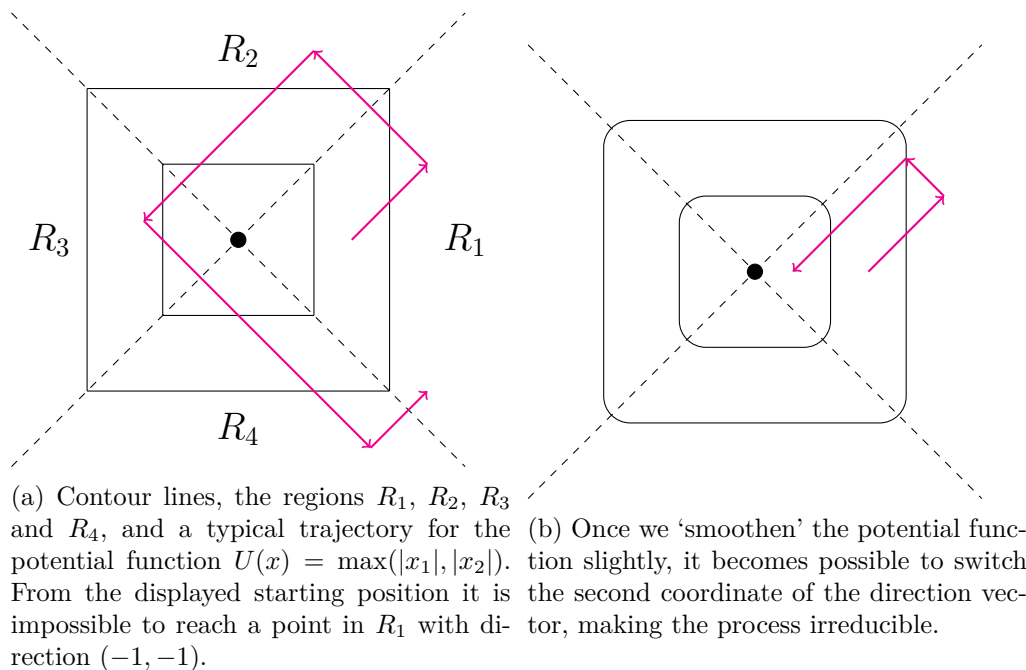 R₂
R₃
R₁
R₄
(a) Contour lines, the regions R₁, R₂, R₃
and R₄, and a typical trajectory for the
potential function U(x) = max(|x₁|, |x₂|).
From the displayed starting position it is
impossible to reach a point in R₁ with di-
rection (−1, −1).
(b) Once we ‘smoothen’ the potential func-
tion slightly, it becomes possible to switch
the second coordinate of the direction vec-
tor, making the process irreducible.